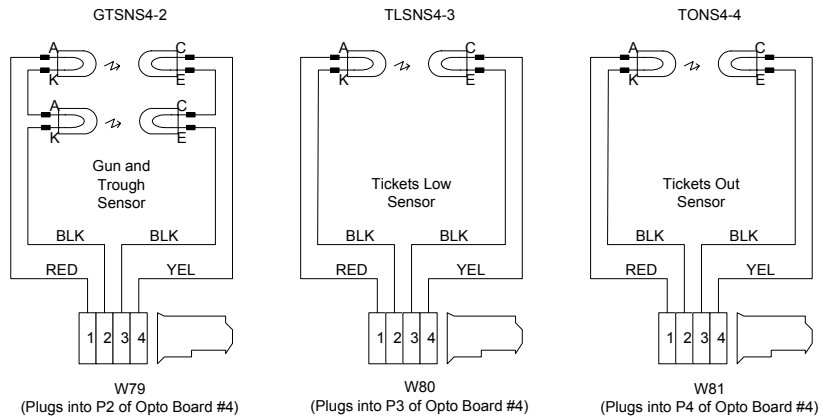 GTSNS4-2
A C
K E
A C
K E
Gun and
Trough
Sensor
BLK BLK
RED YEL
1 2 3 4
W79
(Plugs into P2 of Opto Board #4)
TLSNS4-3
A C
K E
Tickets Low
Sensor
BLK BLK
RED YEL
1 2 3 4
W80
(Plugs into P3 of Opto Board #4)
TONS4-4
A C
K E
Tickets Out
Sensor
BLK BLK
RED YEL
1 2 3 4
W81
(Plugs into P4 of Opto Board #4)